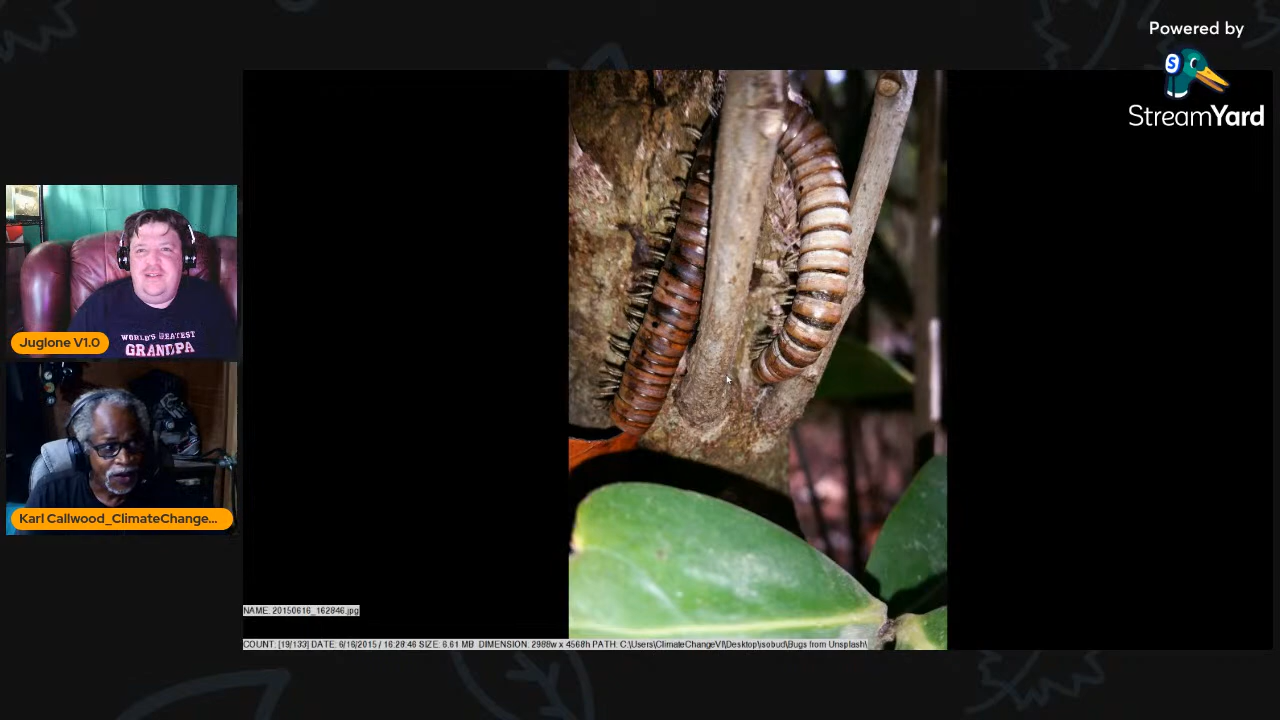 Powered by
StreamYard
WORLD'S GREATEST
GRANDPA
Juglone V1.0
Karl Callwood_ClimateChange...
NAME: 20150616_162846.jpg
COUNT: [19/133] DATE: 6/16/2015 / 16:28:46 SIZE: 6.61 MB DIMENSION: 2988w x 4568h PATH: C:\Users\ClimateChangeVI\Desktop\isobud\Bugs from Unsplash\